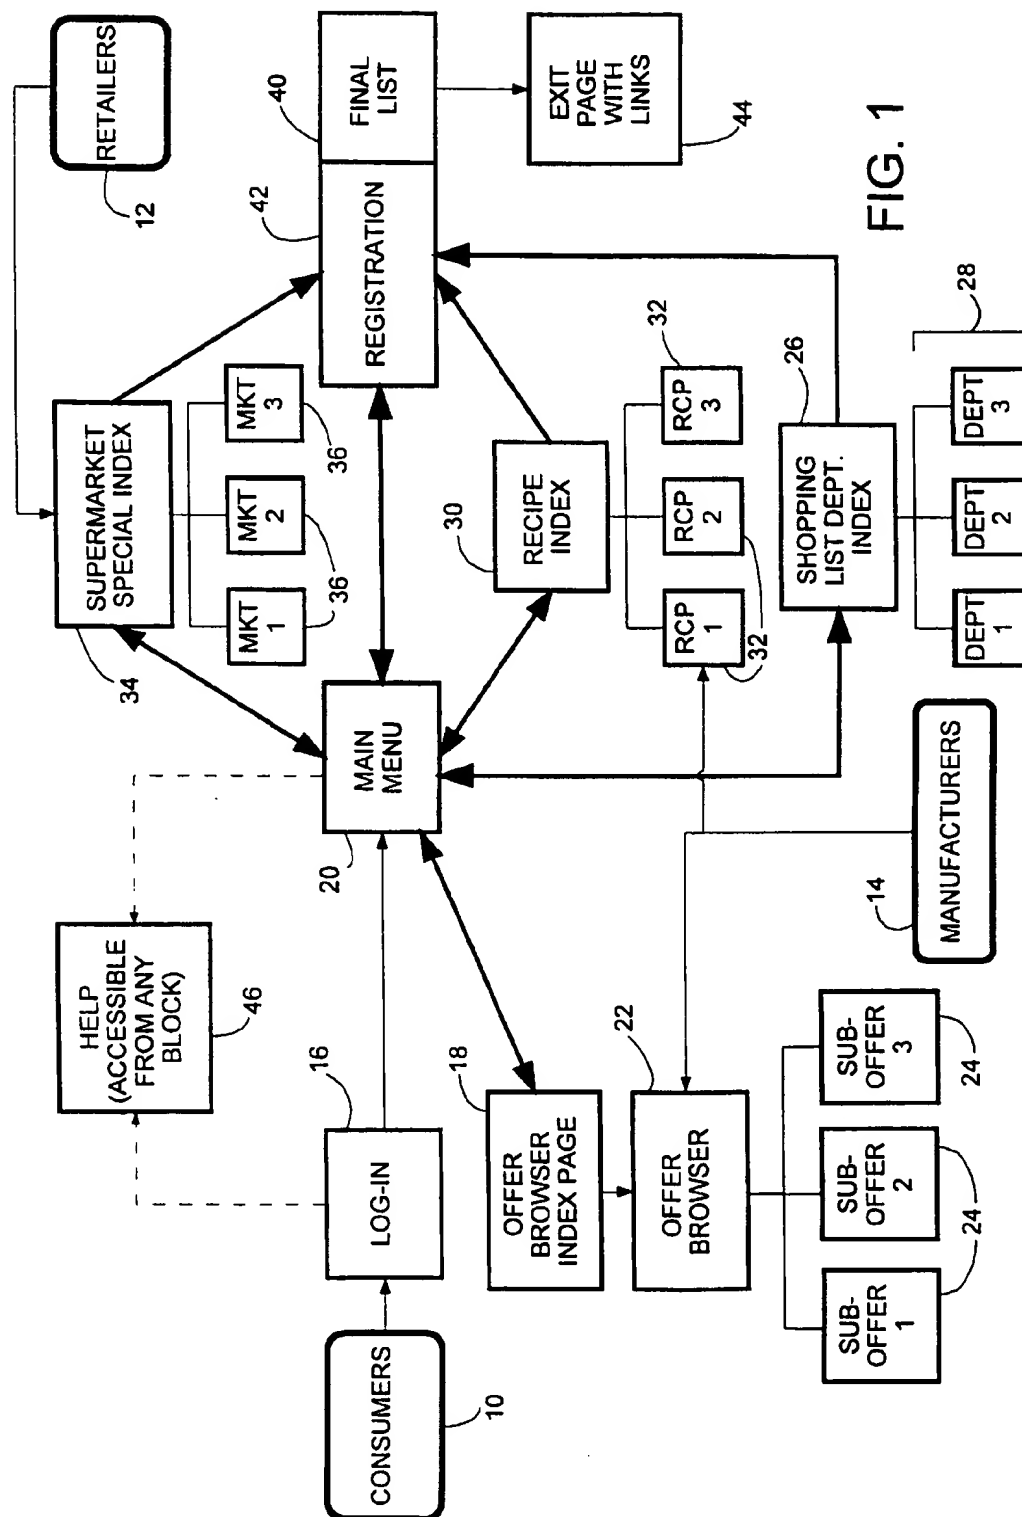 RETAILERS
12
SUPERMARKET
SPECIAL INDEX
34
MKT
1
MKT
2
MKT
3
36
36
HELP
(ACCESSIBLE
FROM ANY
BLOCK)
46
CONSUMERS
10
LOG-IN
16
MAIN
MENU
20
REGISTRATION
42
FINAL
LIST
40
EXIT
PAGE
WITH
LINKS
44
OFFER
BROWSER
INDEX PAGE
18
RECIPE
INDEX
30
OFFER
BROWSER
22
RCP
1
RCP
2
RCP
3
32
32
32
SUB-
OFFER
1
SUB-
OFFER
2
SUB-
OFFER
3
24
24
MANUFACTURERS
14
SHOPPING
LIST DEPT.
INDEX
26
DEPT
1
DEPT
2
DEPT
3
28
FIG. 1